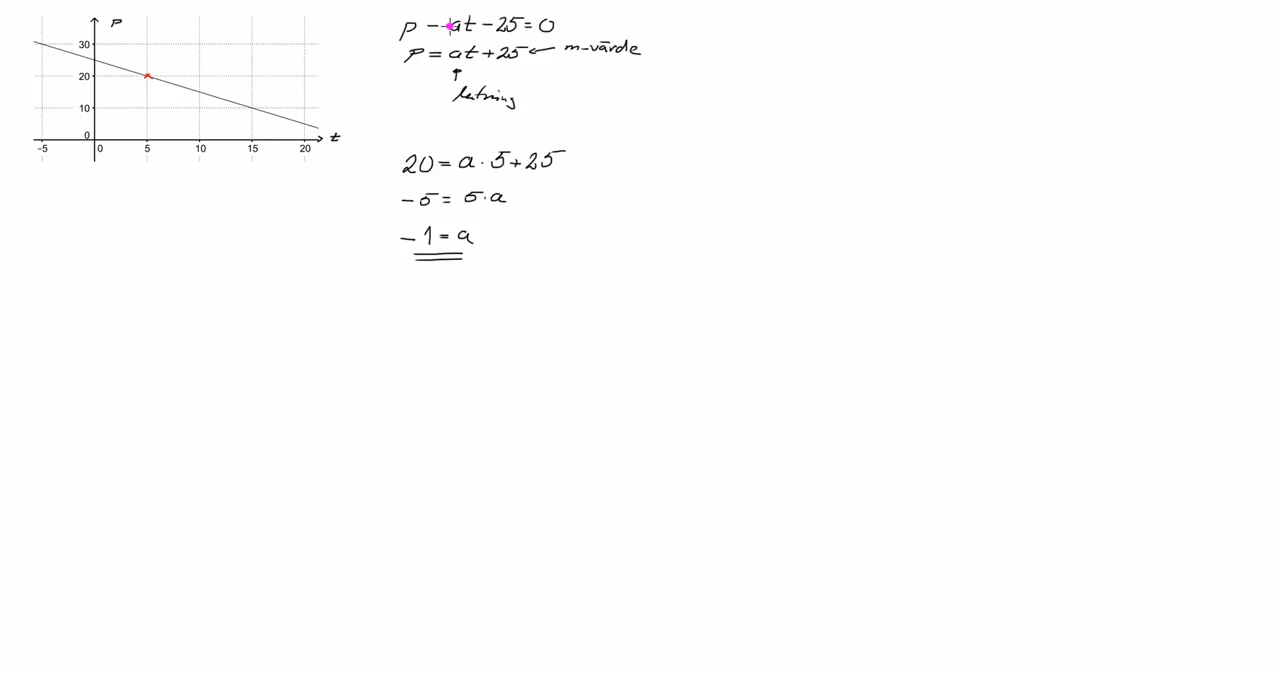 P
30
20
10
0
-5 0 5 10 15 20
t
p - at - 25 = 0
P = at + 25 ← m-värde
↑
lutning
20 = a · 5 + 25
- 5 = 5 · a
- 1 = a